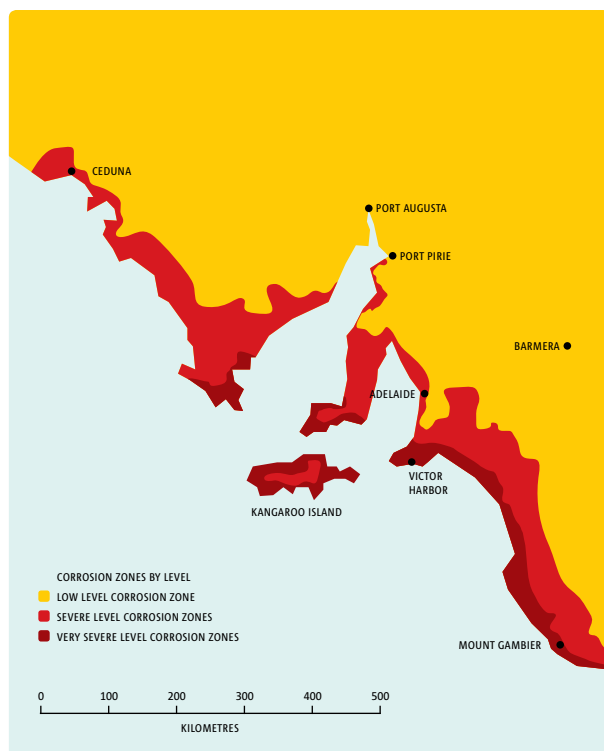 CEDUNA
PORT AUGUSTA
PORT PIRIE
BARMERA
ADELAIDE
VICTOR
HARBOR
KANGAROO ISLAND
CORROSION ZONES BY LEVEL
LOW LEVEL CORROSION ZONE
SEVERE LEVEL CORROSION ZONES
VERY SEVERE LEVEL CORROSION ZONES
MOUNT GAMBIER
0 100 200 300 400 500
KILOMETRES